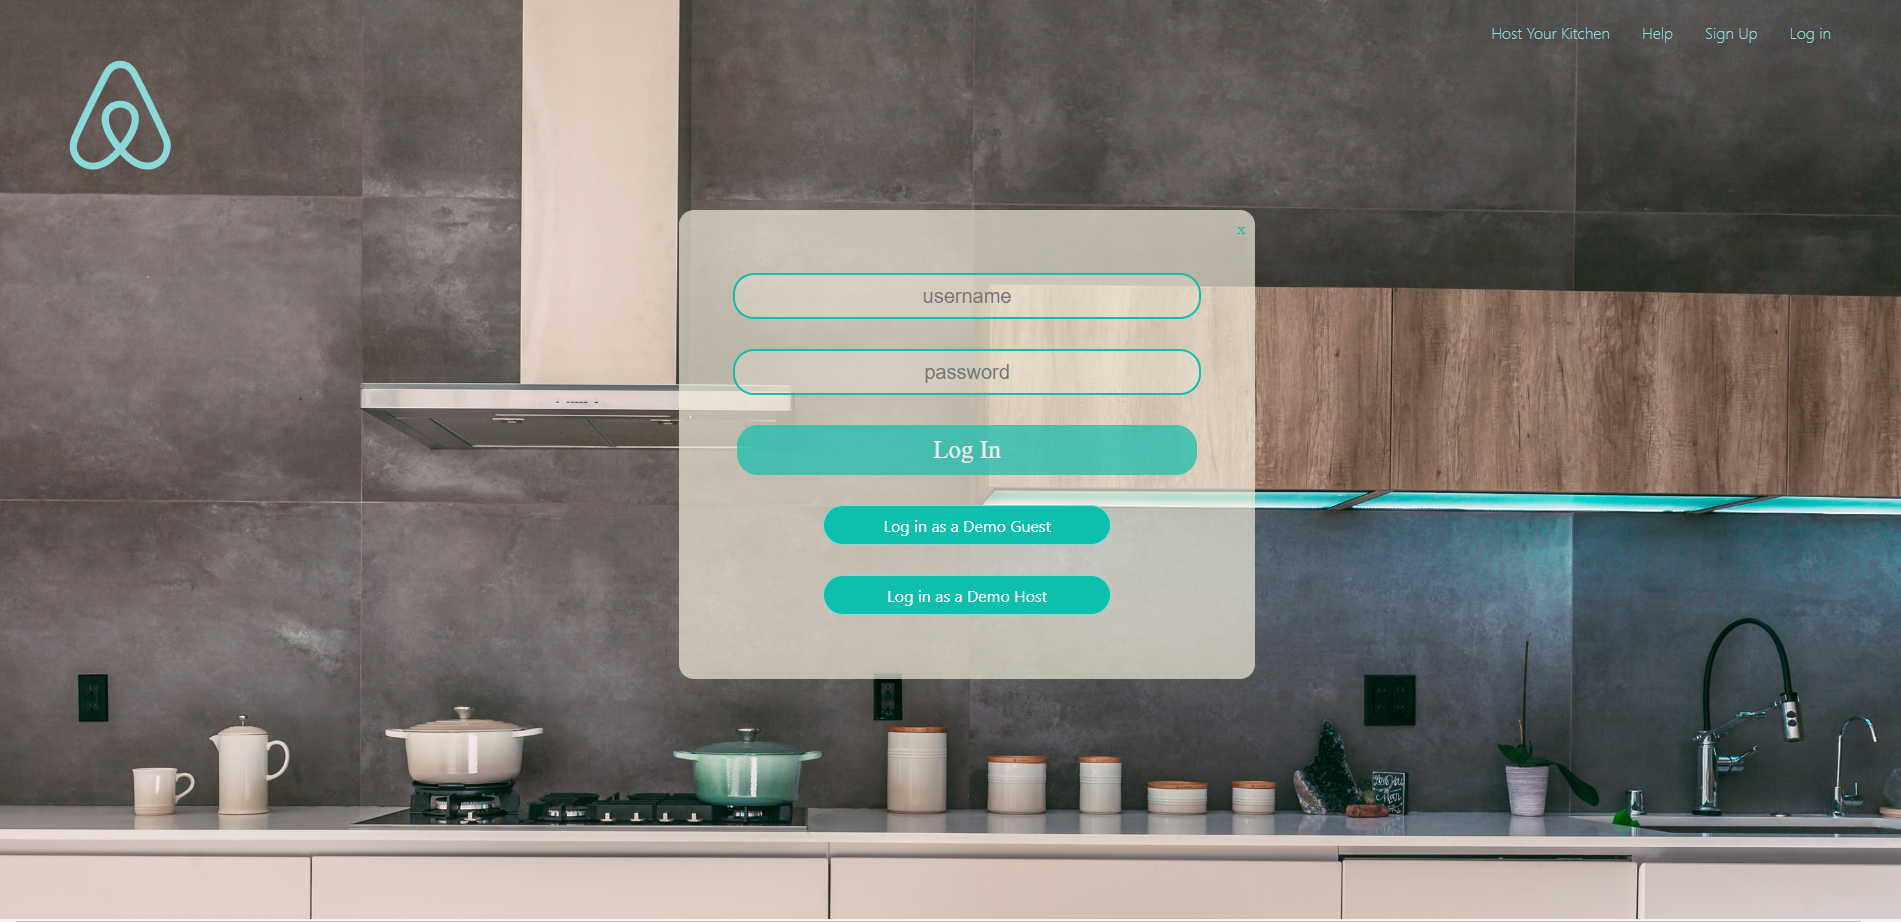 Host Your Kitchen Help Sign Up Log in
x
username
password
Log In
Log in as a Demo Guest
Log in as a Demo Host